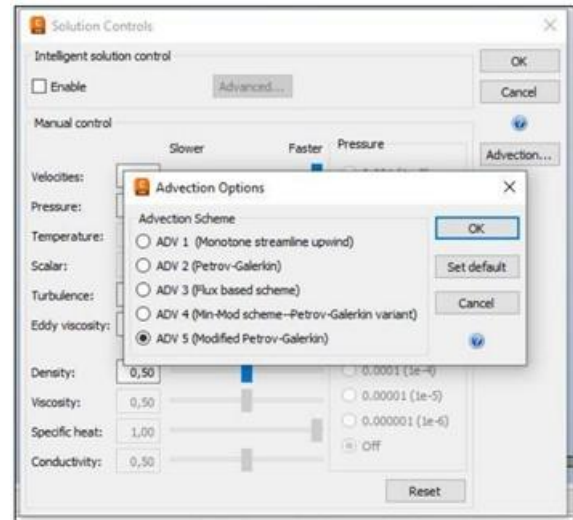 Solution Controls
Intelligent solution control
Enable
Advanced...
OK
Cancel
Manual control
Slower Faster Pressure
Advection...
Velocities:
Pressure:
Temperature:
Scalar:
Turbulence:
Eddy viscosity:
Advection Options
Advection Scheme
ADV 1 (Monotone streamline upwind)
ADV 2 (Petrov-Galerkin)
ADV 3 (Flux based scheme)
ADV 4 (Min-Mod scheme--Petrov-Galerkin variant)
ADV 5 (Modified Petrov-Galerkin)
OK
Set default
Cancel
Density: 0,50
0.0001 (1e-4)
Viscosity: 0,50
0.00001 (1e-5)
Specific heat: 1,00
0.000001 (1e-6)
Conductivity: 0,50
Off
Reset